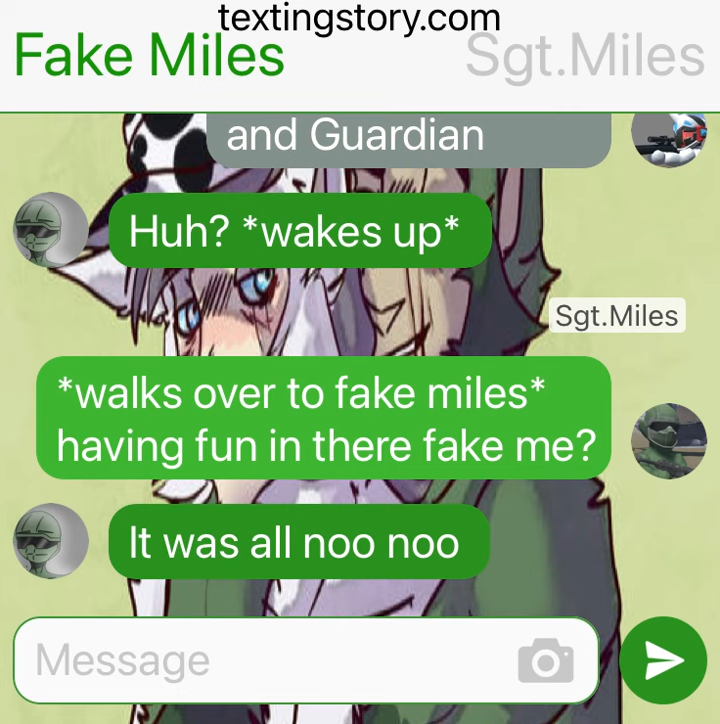 textingstory.com
Fake Miles
Sgt.Miles
and Guardian
Huh? *wakes up*
Sgt.Miles
*walks over to fake miles*
having fun in there fake me?
It was all noo noo
Message